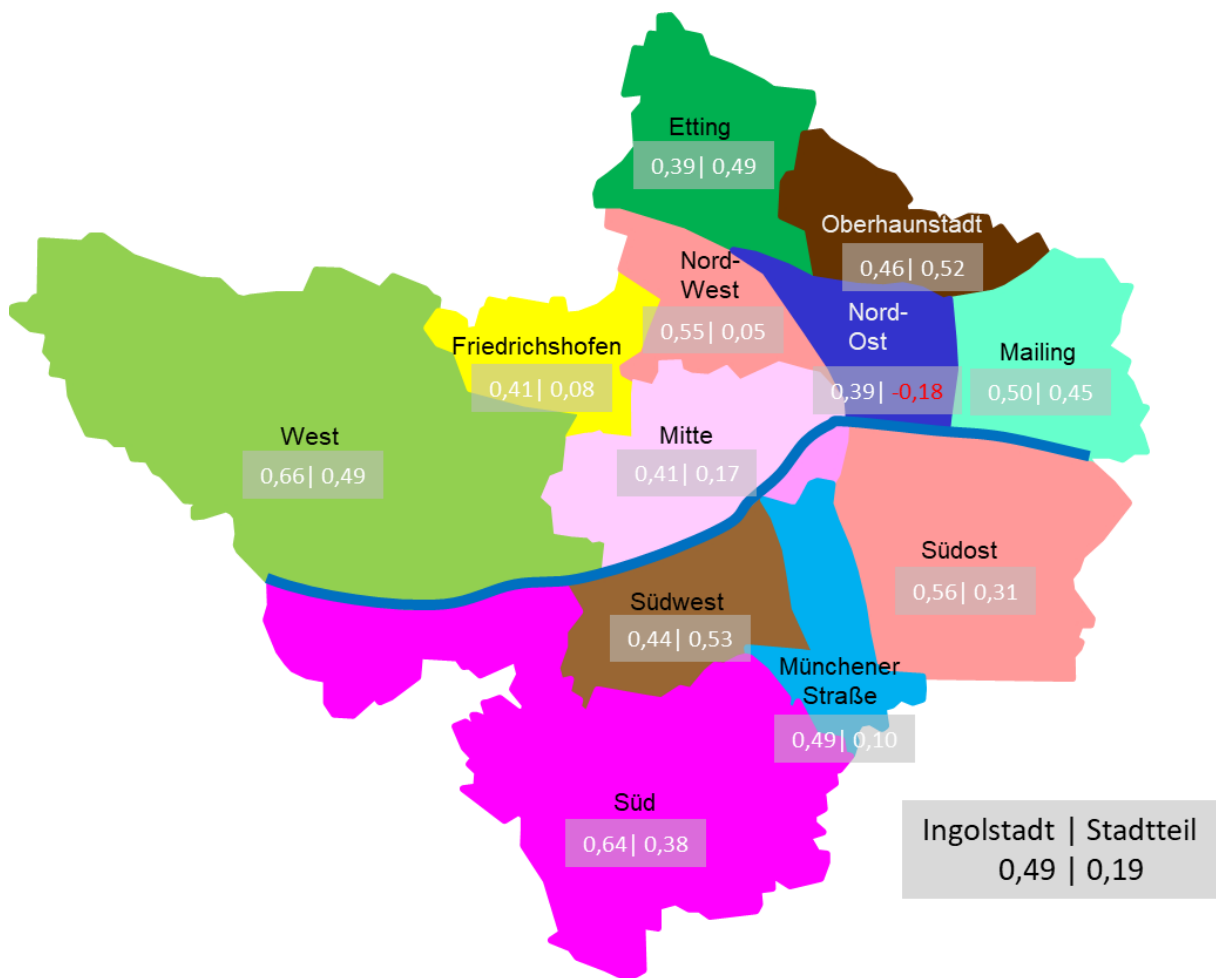 Etting
0,39| 0,49
Oberhaunstadt
0,46| 0,52
Nord-
West
0,55| 0,05
Nord-
Ost
0,39| -0,18
Mailing
0,50| 0,45
Friedrichshofen
0,41| 0,08
West
0,66| 0,49
Mitte
0,41| 0,17
Südost
0,56| 0,31
Südwest
0,44| 0,53
Münchener
Straße
0,49| 0,10
Süd
0,64| 0,38
Ingolstadt | Stadtteil
0,49 | 0,19